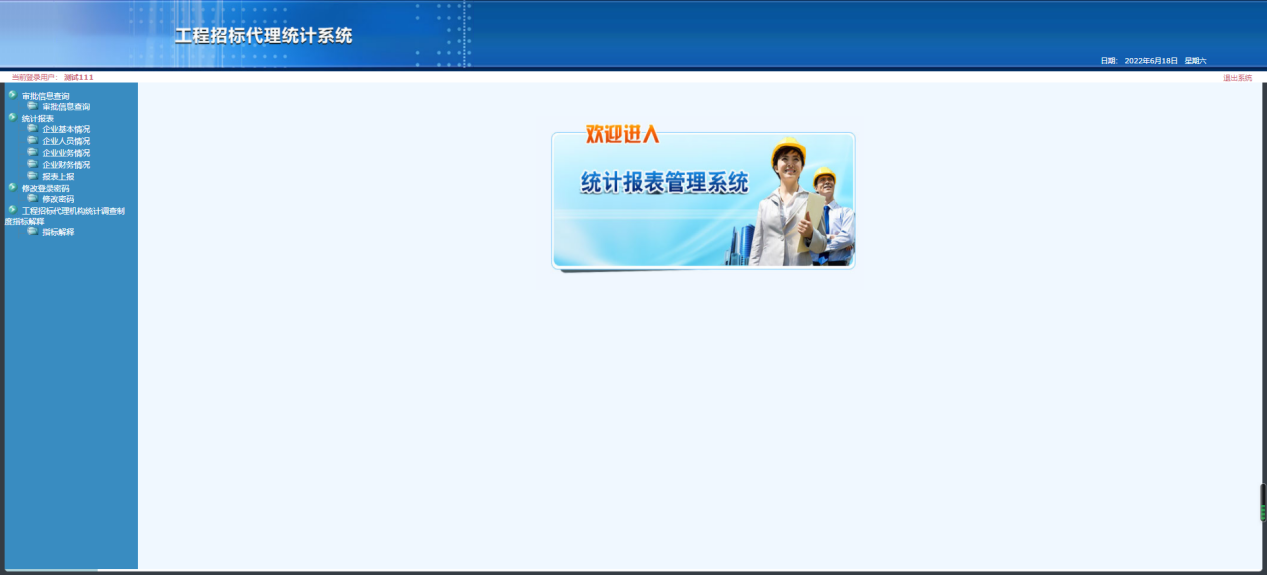 工程招标代理统计系统
日期: 2022年6月18日 星期六
当前登录用户: 测试111
退出系统
审批信息查询
审批信息查询
统计报表
企业基本情况
企业人员情况
企业业务情况
企业财务情况
报表上报
修改登录密码
修改密码
工程招标代理机构统计调查制
度指标解释
指标解释
欢迎进入
统计报表管理系统